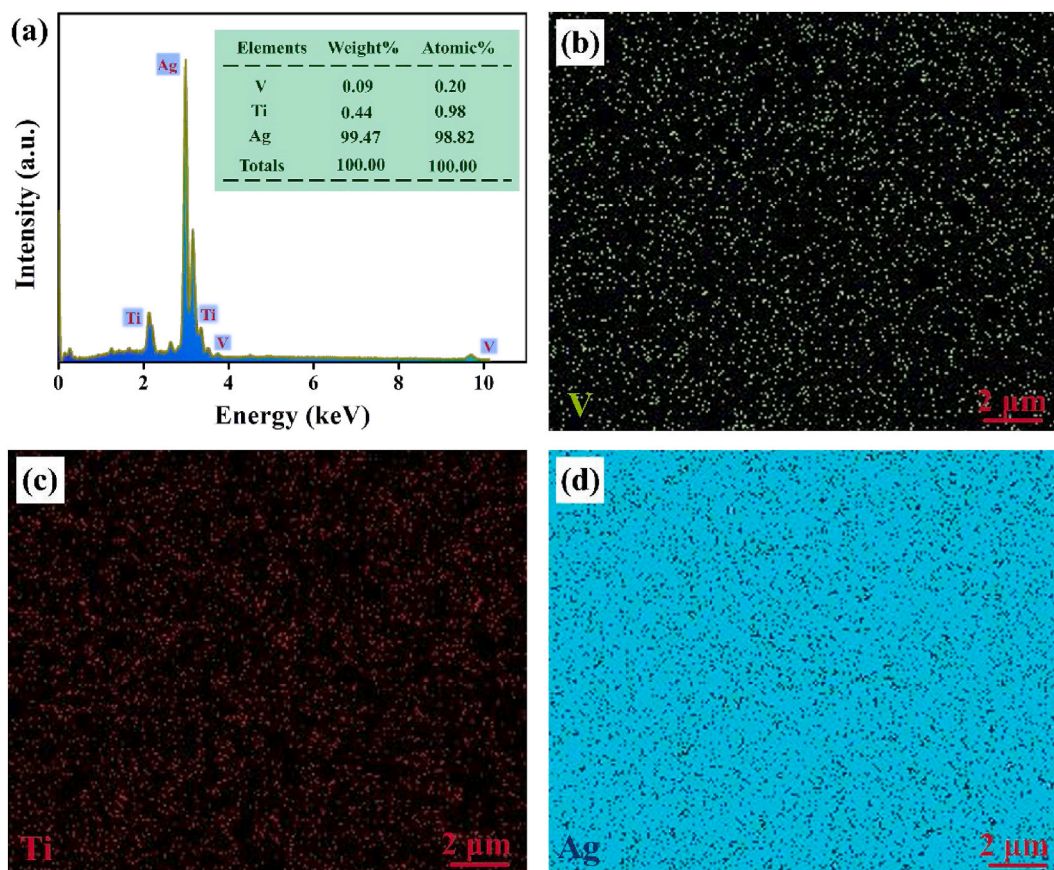 (a)
Elements Weight% Atomic%
V 0.09 0.20
Ti 0.44 0.98
Ag 99.47 98.82
Totals 100.00 100.00
Ag
Ti
Ti
V
V
Intensity (a.u.)
0 2 4 6 8 10
Energy (keV)
(b)
V
2 µm
(c)
Ti
2 µm
(d)
Ag
2 µm